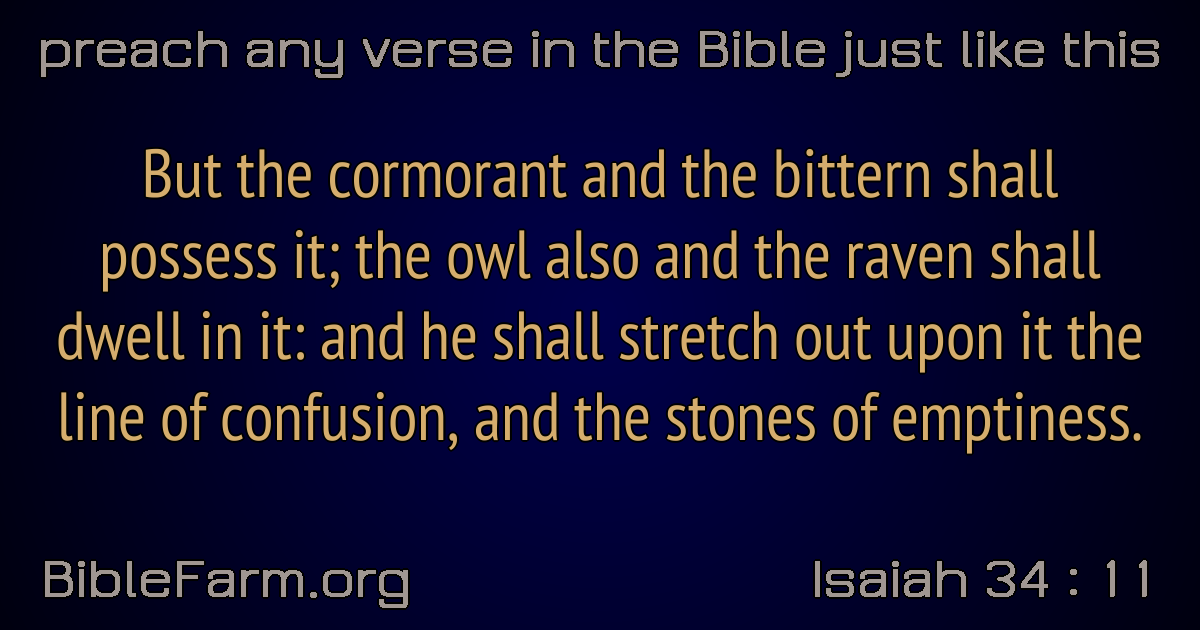 preach any verse in the Bible just like this
But the cormorant and the bittern shall
possess it; the owl also and the raven shall
dwell in it: and he shall stretch out upon it the
line of confusion, and the stones of emptiness.
BibleFarm.org
Isaiah 34 : 11